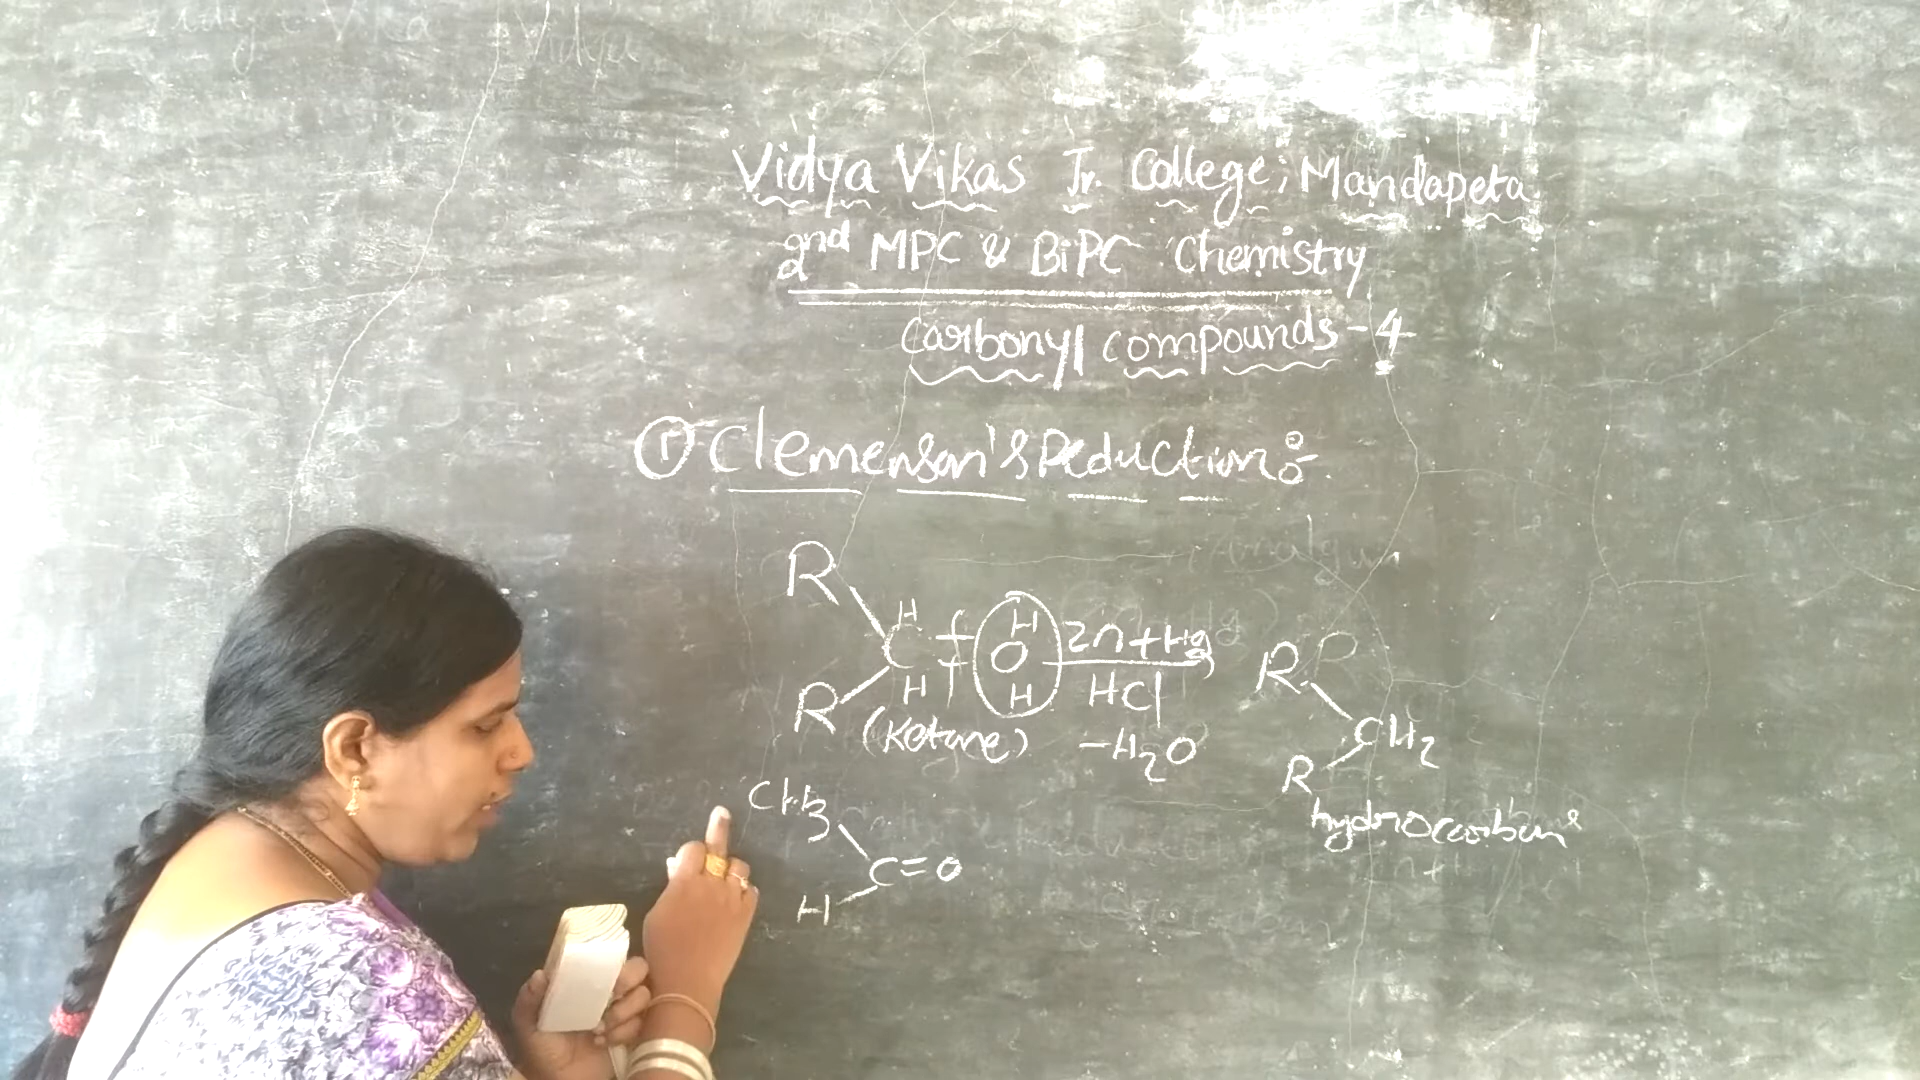 Vidya Vikas Jr. College; Mandapeta.
2nd MPC & BiPC Chemistry
Carbonyl compounds-4
① Clemenson's Reduction:-
R
H H
C O Zn+Hg
H H HCl
R
(Ketone) -H2O
R
CH2
R
hydrocarbons
CH3
C=O
H